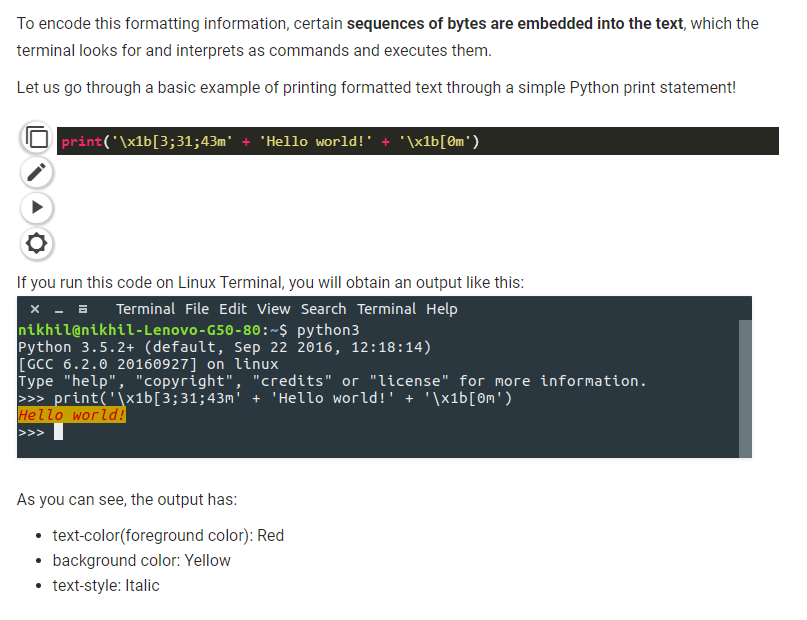 To encode this formatting information, certain sequences of bytes are embedded into the text, which the
terminal looks for and interprets as commands and executes them.
Let us go through a basic example of printing formatted text through a simple Python print statement!
print('\x1b[3;31;43m' + 'Hello world!' + '\x1b[0m')
If you run this code on Linux Terminal, you will obtain an output like this:
Terminal File Edit View Search Terminal Help
nikhil@nikhil-Lenovo-G50-80:~$ python3
Python 3.5.2+ (default, Sep 22 2016, 12:18:14)
[GCC 6.2.0 20160927] on linux
Type "help", "copyright", "credits" or "license" for more information.
>>> print('\x1b[3;31;43m' + 'Hello world!' + '\x1b[0m')
Hello world!
>>>
As you can see, the output has:
• text-color(foreground color): Red
• background color: Yellow
• text-style: Italic